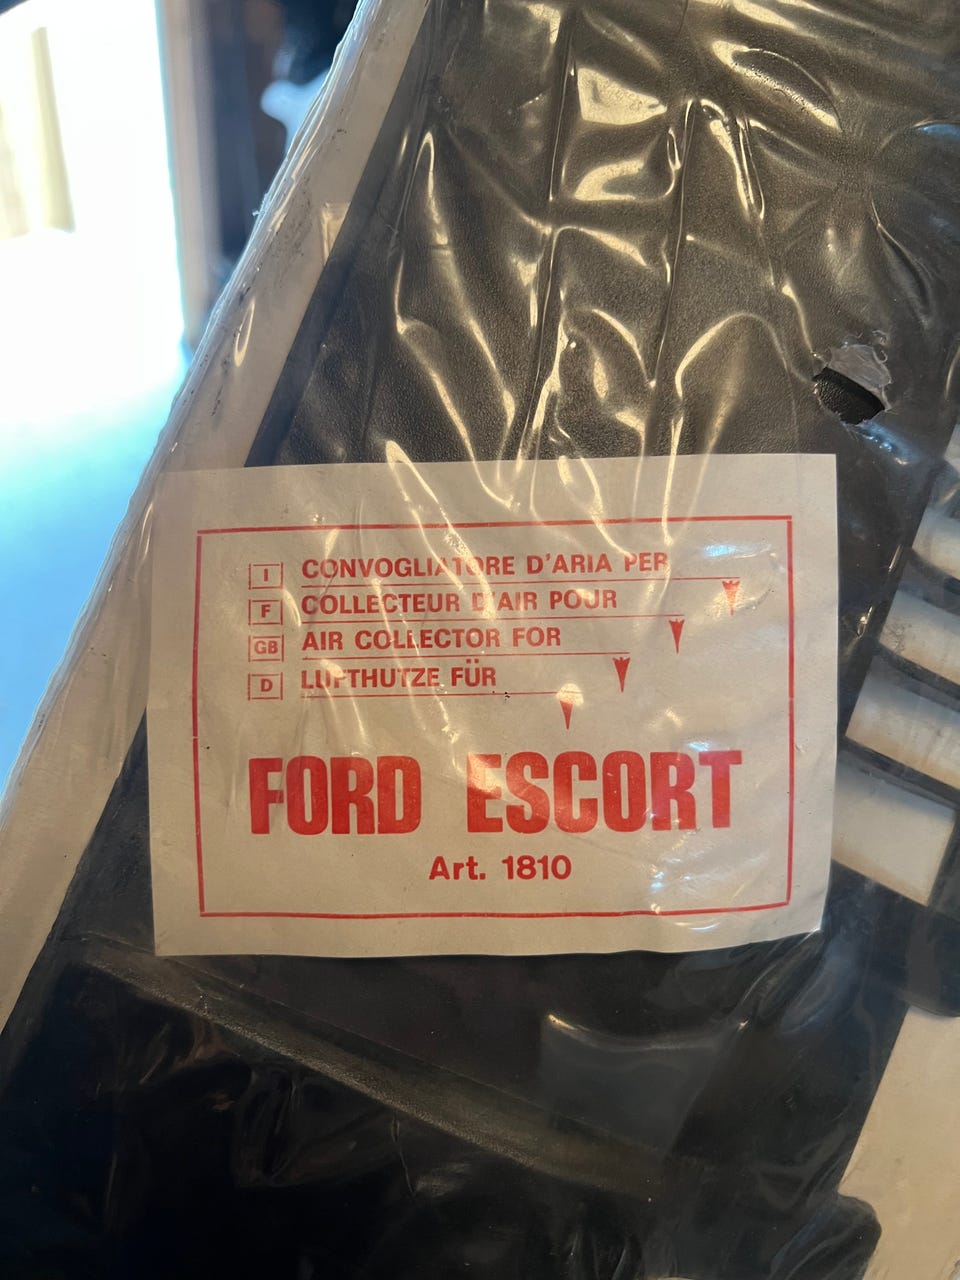 I CONVOGLIATORE D'ARIA PER
F COLLECTEUR D'AIR POUR
GB AIR COLLECTOR FOR
D LUFTHUTZE FÜR
FORD ESCORT
Art. 1810